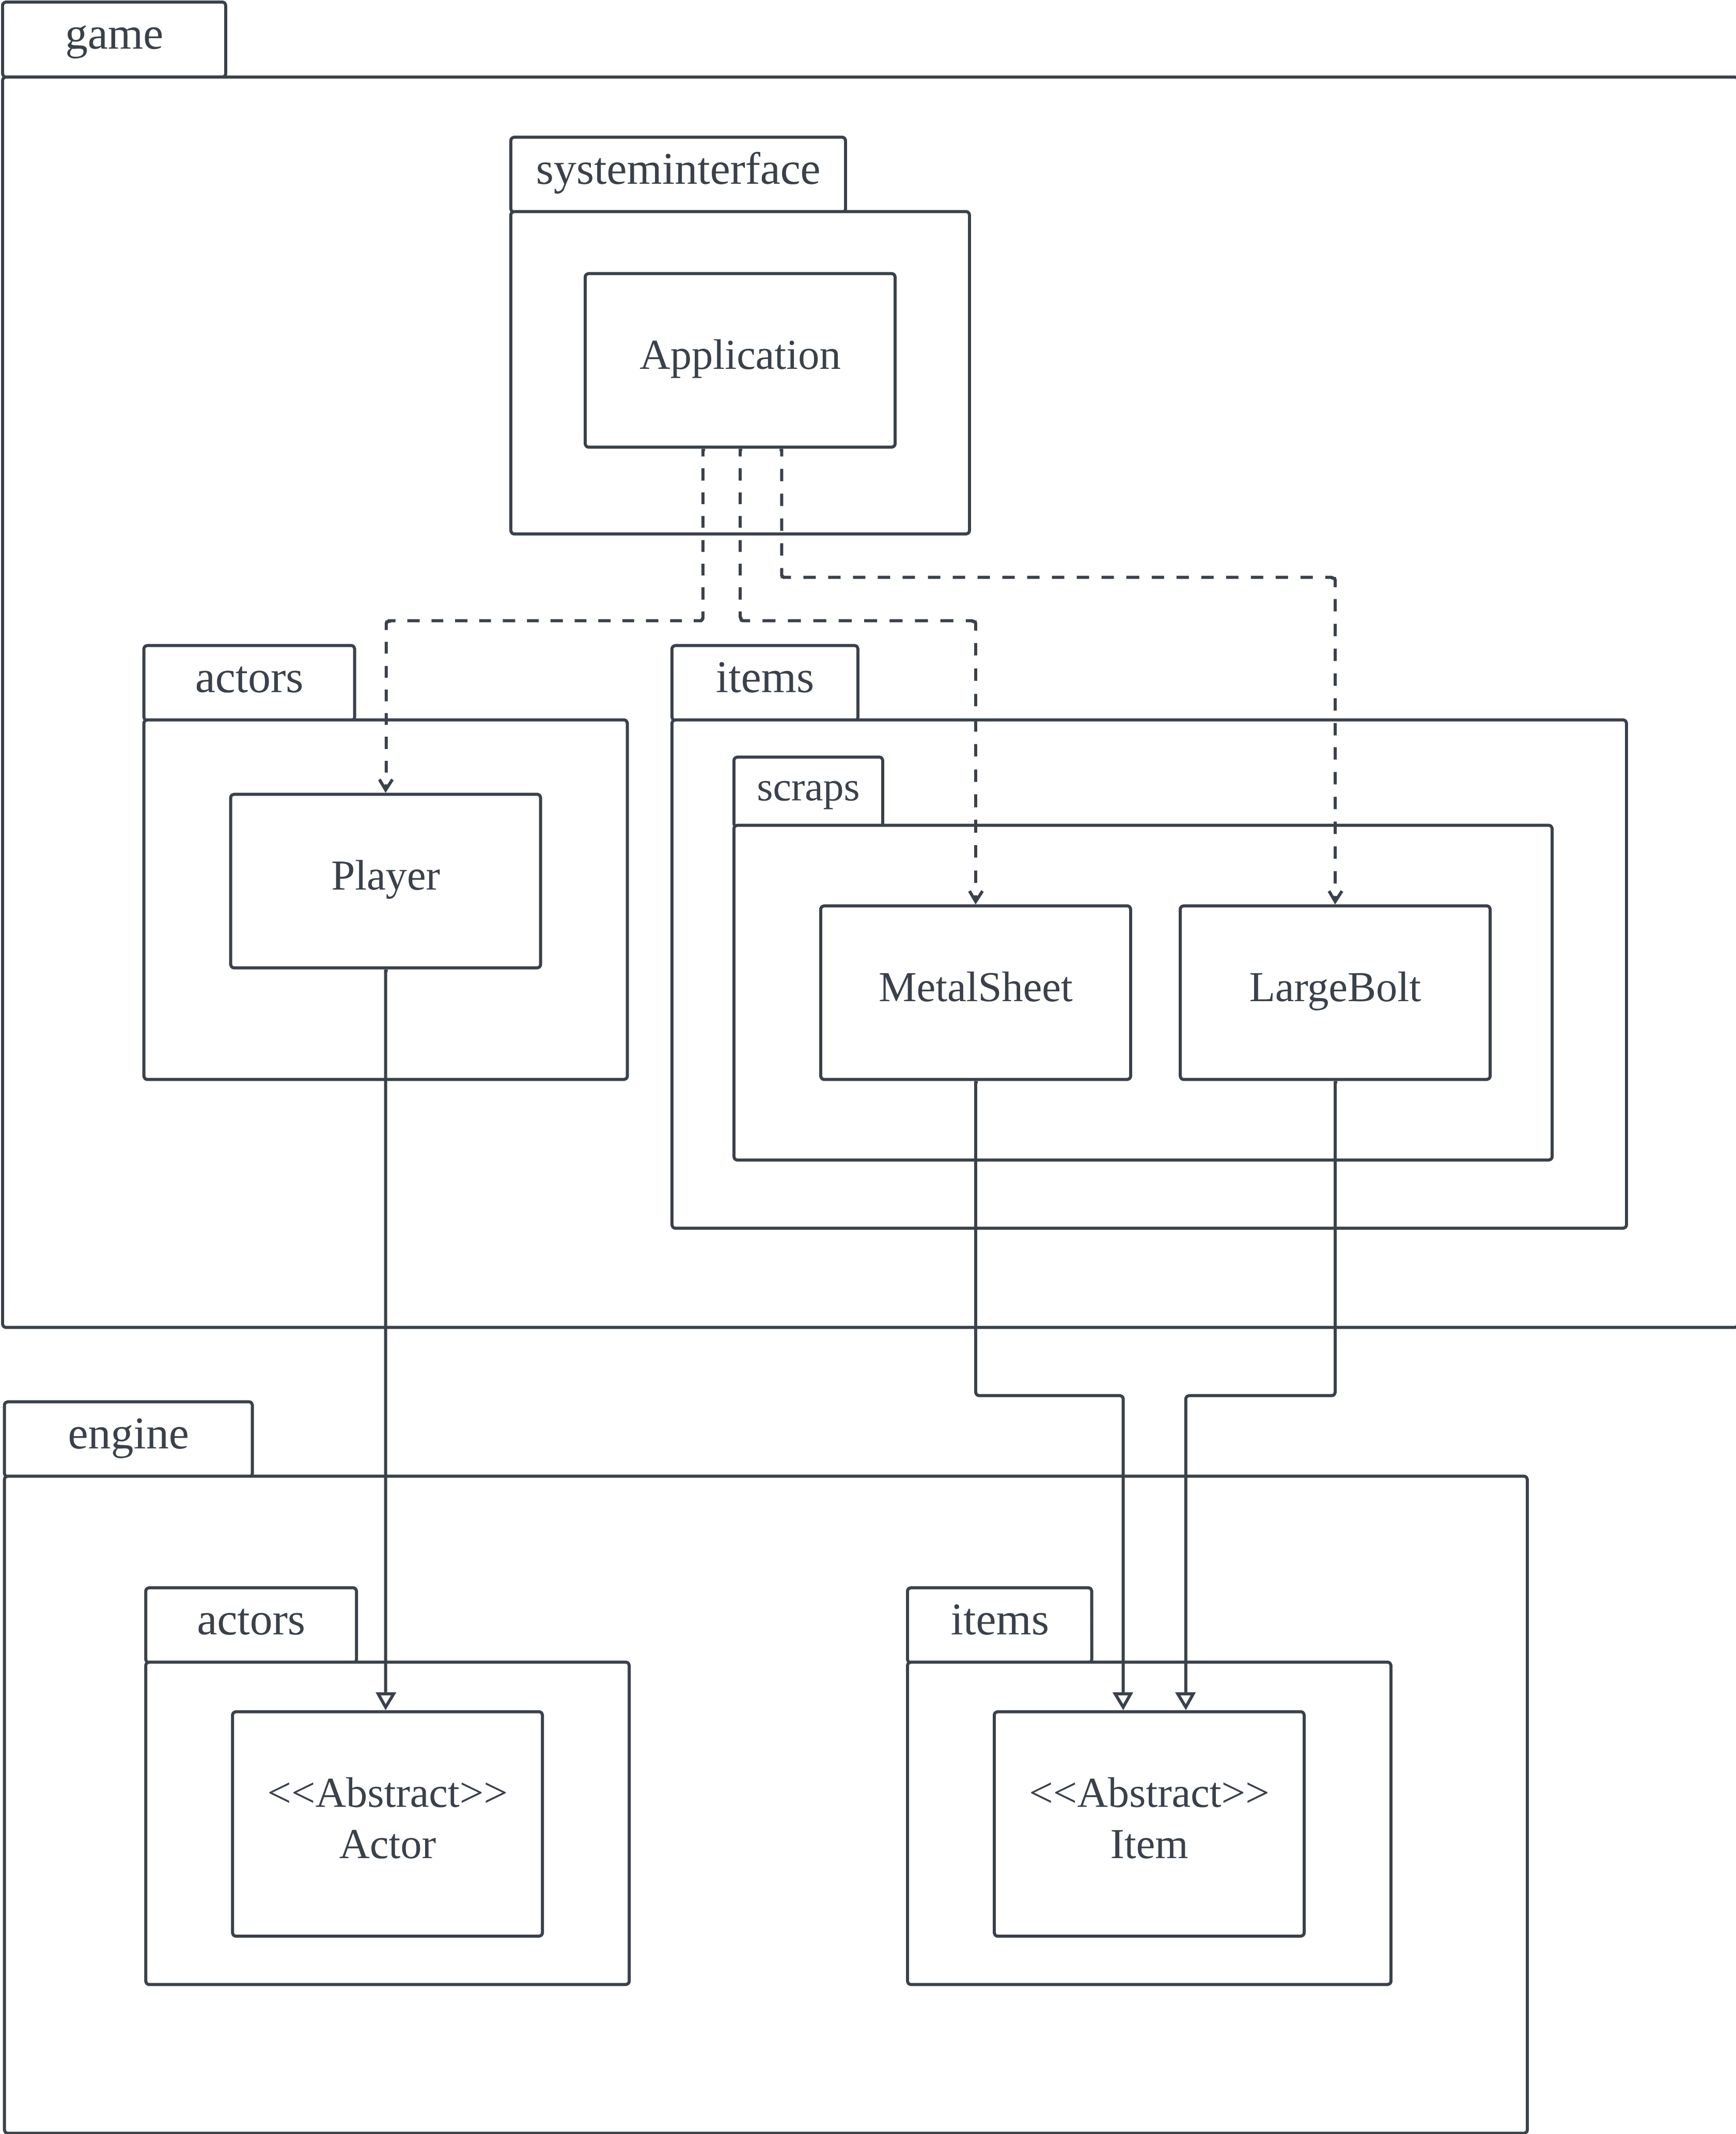 game
systeminterface
Application
actors
items
scraps
Player
MetalSheet
LargeBolt
engine
actors
items
<<Abstract>>
Actor
<<Abstract>>
Item